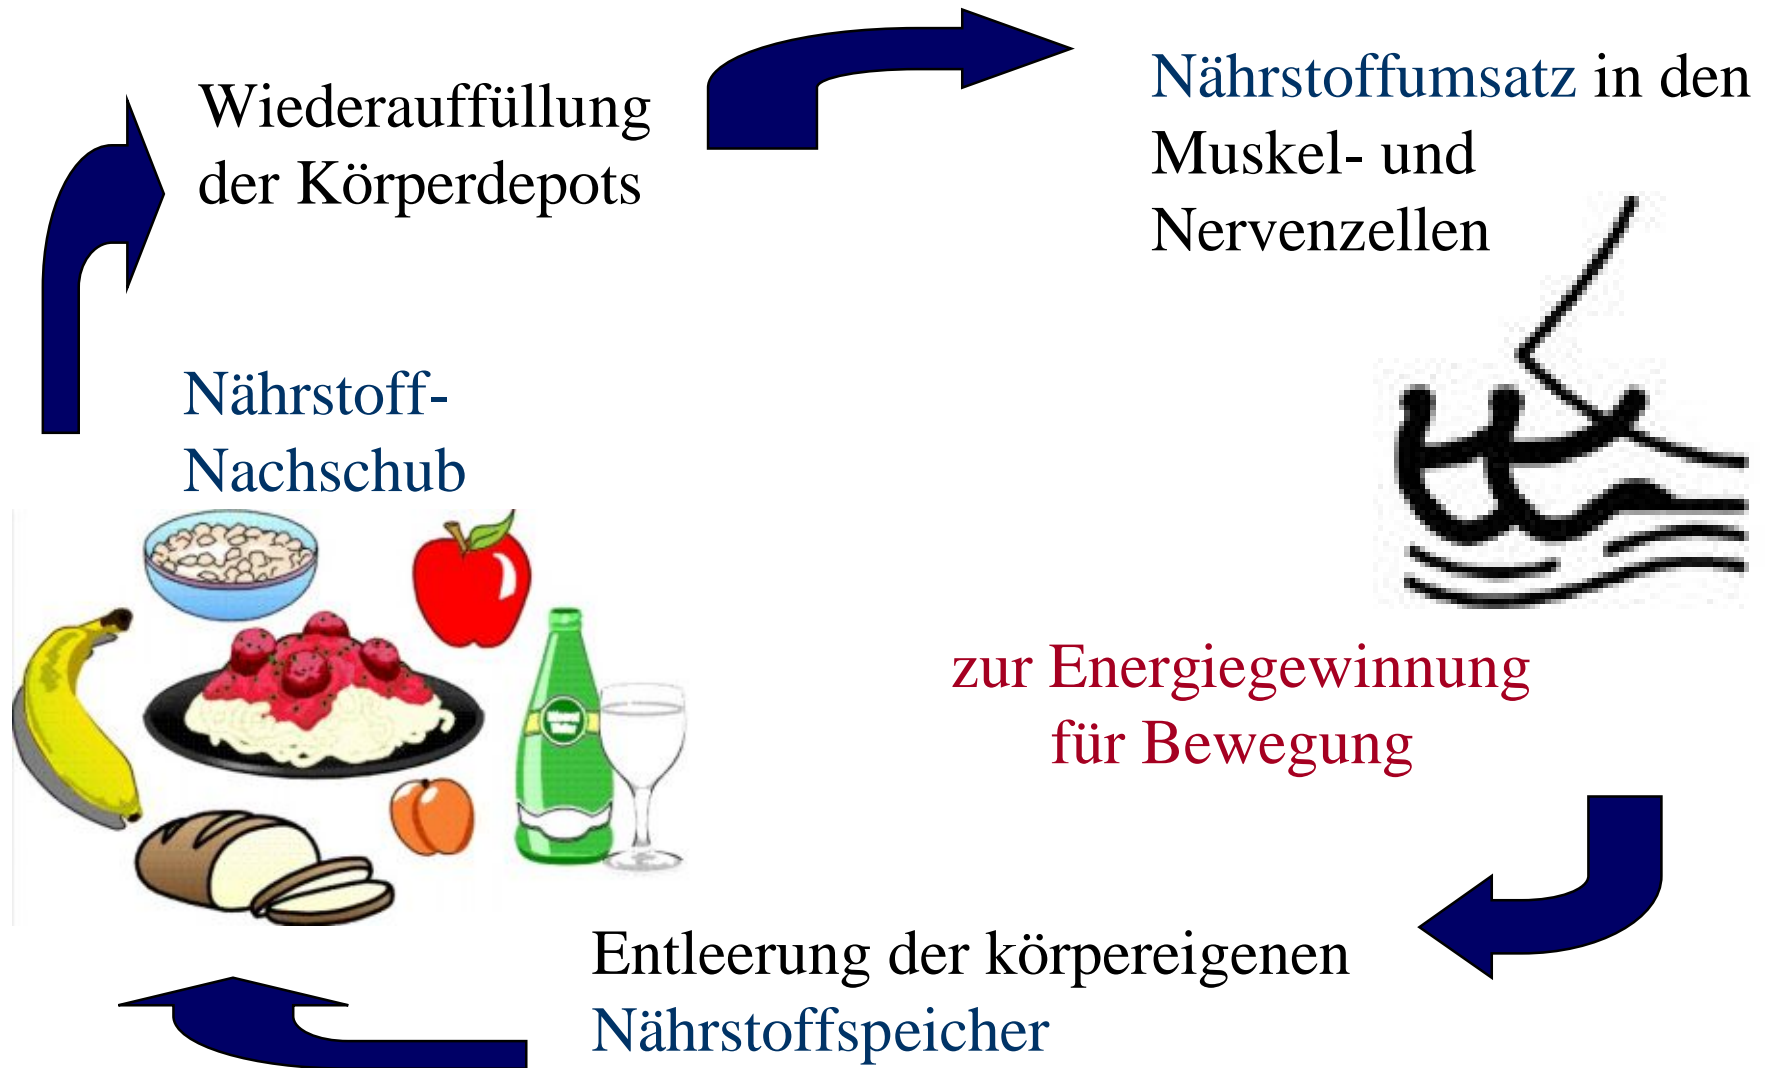 Wiederauffüllung
der Körperdepots
Nährstoffumsatz in den
Muskel- und
Nervenzellen
Nährstoff-
Nachschub
zur Energiegewinnung
für Bewegung
Entleerung der körpereigenen
Nährstoffspeicher